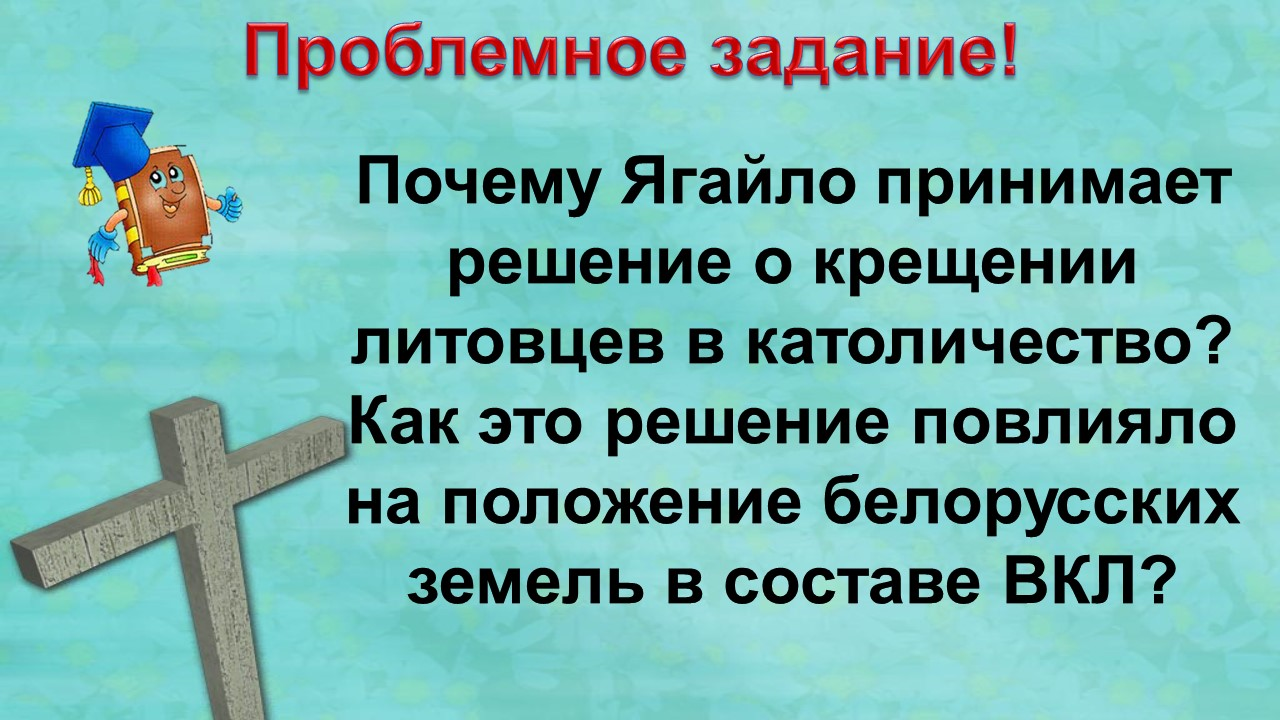 Проблемное задание!
Почему Ягайло принимает
решение о крещении
литовцев в католичество?
Как это решение повлияло
на положение белорусских
земель в составе ВКЛ?